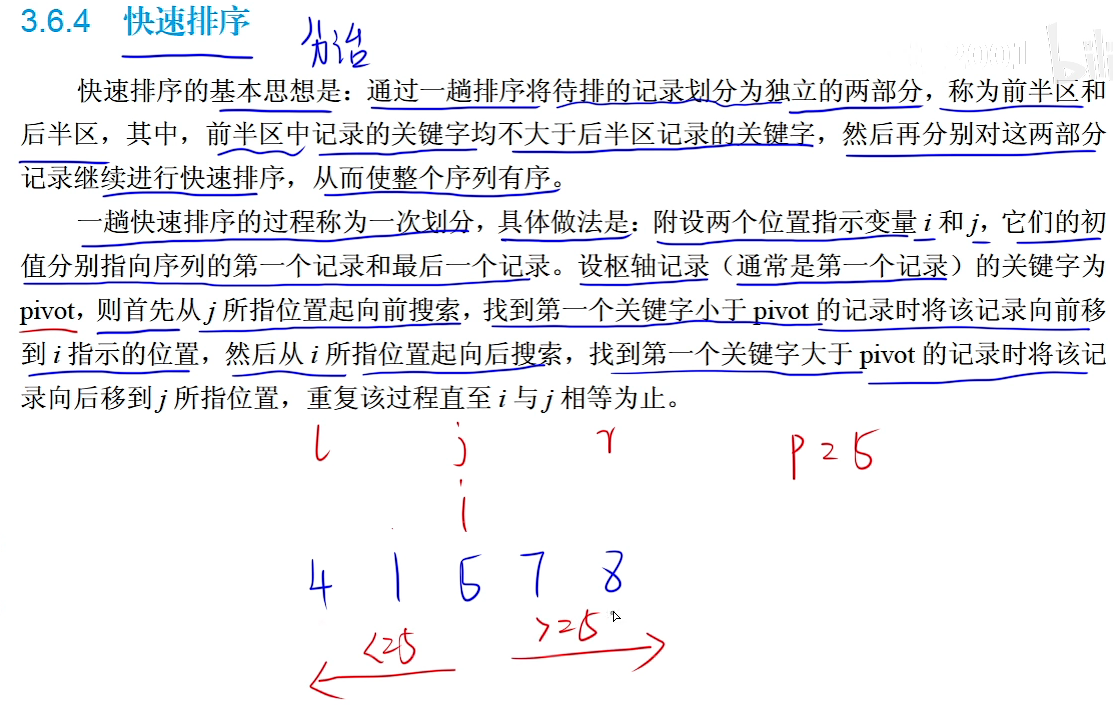 3.6.4 快速排序
分治
快速排序的基本思想是：通过一趟排序将待排的记录划分为独立的两部分，称为前半区和
后半区，其中，前半区中记录的关键字均不大于后半区记录的关键字，然后再分别对这两部分
记录继续进行快速排序，从而使整个序列有序。
一趟快速排序的过程称为一次划分，具体做法是：附设两个位置指示变量 i 和 j，它们的初
值分别指向序列的第一个记录和最后一个记录。设枢轴记录（通常是第一个记录）的关键字为
pivot，则首先从 j 所指位置起向前搜索，找到第一个关键字小于 pivot 的记录时将该记录向前移
到 i 指示的位置，然后从 i 所指位置起向后搜索，找到第一个关键字大于 pivot 的记录时将该记
录向后移到 j 所指位置，重复该过程直至 i 与 j 相等为止。
l j r p=5
i
4 1 5 7 8
<=5 >=5